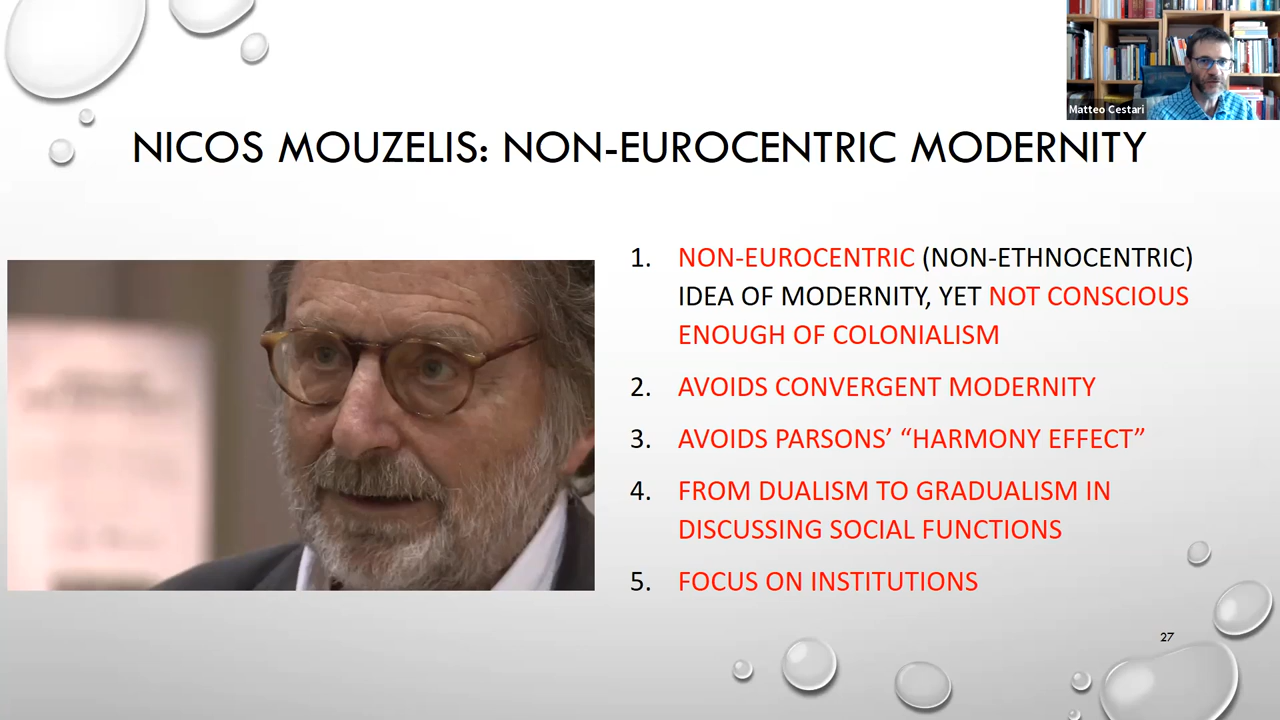 Matteo Cestari
NICOS MOUZELIS: NON-EUROCENTRIC MODERNITY
1. NON-EUROCENTRIC (NON-ETHNOCENTRIC)
IDEA OF MODERNITY, YET NOT CONSCIOUS
ENOUGH OF COLONIALISM
2. AVOIDS CONVERGENT MODERNITY
3. AVOIDS PARSONS’ “HARMONY EFFECT”
4. FROM DUALISM TO GRADUALISM IN
DISCUSSING SOCIAL FUNCTIONS
5. FOCUS ON INSTITUTIONS
27